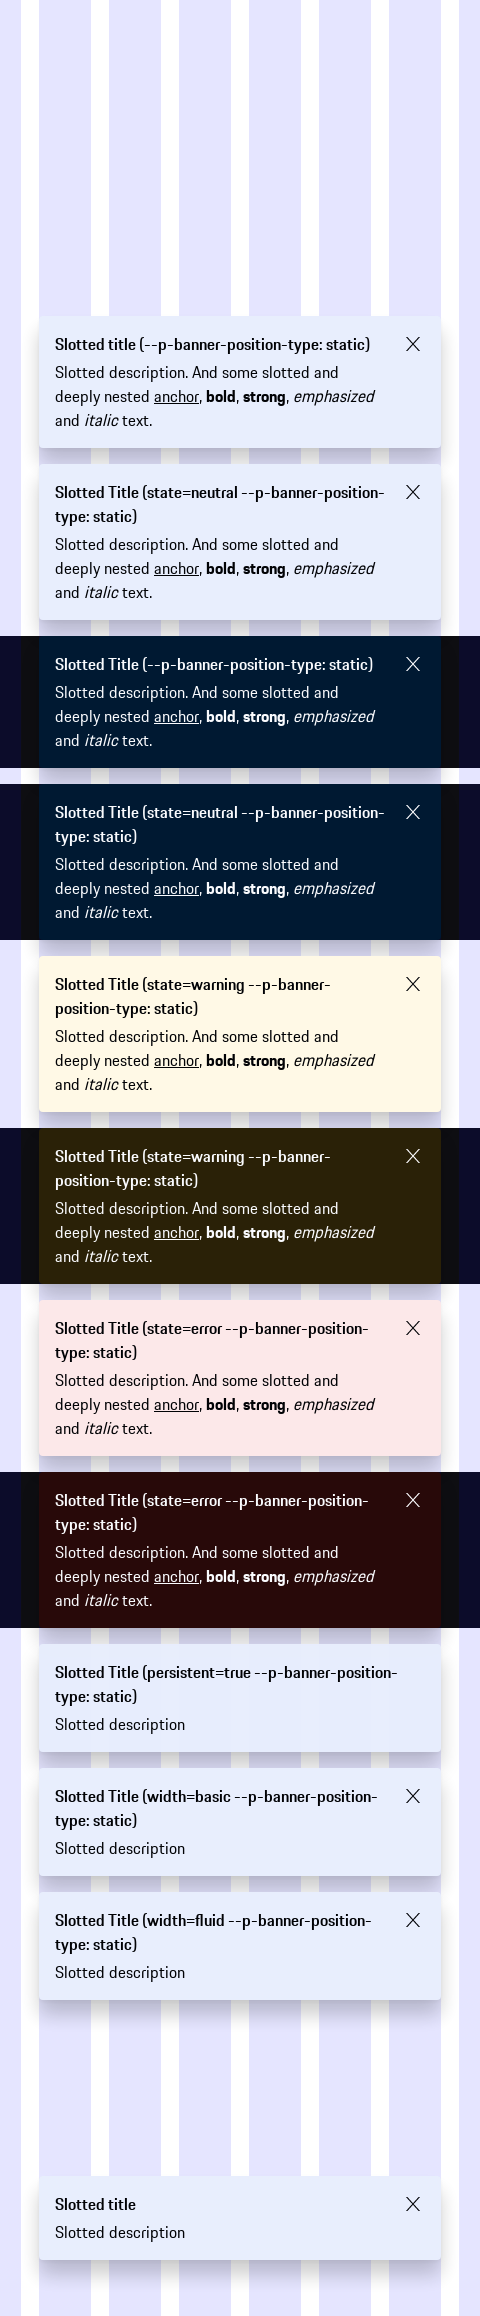 Slotted title (--p-banner-position-type: static)
Slotted description. And some slotted and
deeply nested anchor, bold, strong, emphasized
and italic text.
Slotted Title (state=neutral --p-banner-position-
type: static)
Slotted description. And some slotted and
deeply nested anchor, bold, strong, emphasized
and italic text.
Slotted Title (--p-banner-position-type: static)
Slotted description. And some slotted and
deeply nested anchor, bold, strong, emphasized
and italic text.
Slotted Title (state=neutral --p-banner-position-
type: static)
Slotted description. And some slotted and
deeply nested anchor, bold, strong, emphasized
and italic text.
Slotted Title (state=warning --p-banner-
position-type: static)
Slotted description. And some slotted and
deeply nested anchor, bold, strong, emphasized
and italic text.
Slotted Title (state=warning --p-banner-
position-type: static)
Slotted description. And some slotted and
deeply nested anchor, bold, strong, emphasized
and italic text.
Slotted Title (state=error --p-banner-position-
type: static)
Slotted description. And some slotted and
deeply nested anchor, bold, strong, emphasized
and italic text.
Slotted Title (state=error --p-banner-position-
type: static)
Slotted description. And some slotted and
deeply nested anchor, bold, strong, emphasized
and italic text.
Slotted Title (persistent=true --p-banner-position-
type: static)
Slotted description
Slotted Title (width=basic --p-banner-position-
type: static)
Slotted description
Slotted Title (width=fluid --p-banner-position-
type: static)
Slotted description
Slotted title
Slotted description